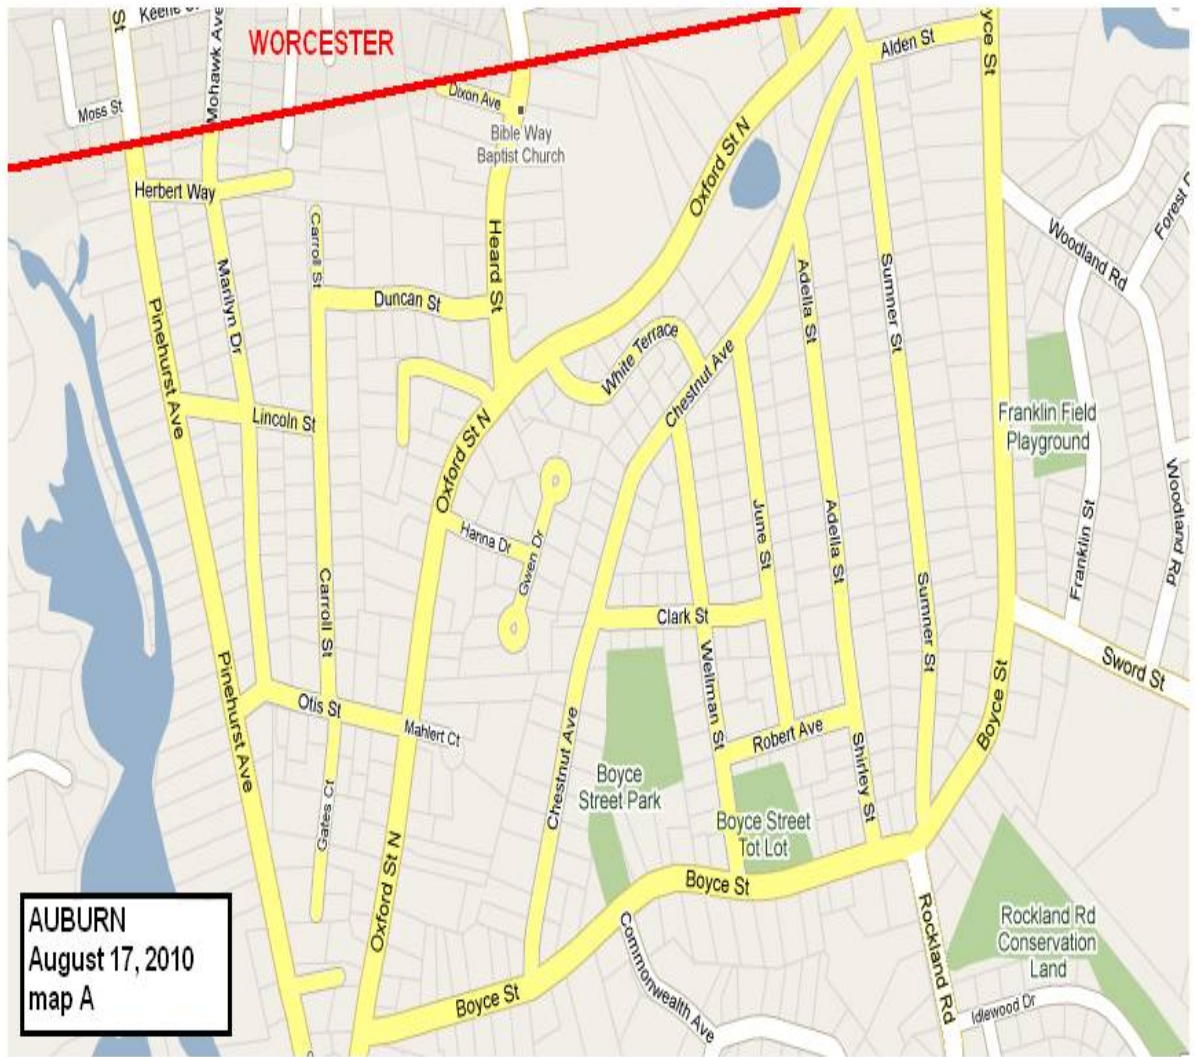 St
Keene St
Mohawk Ave
WORCESTER
Moss St
Dixon Ave
Bible Way
Baptist Church
Alden St
yce St
Herbert Way
Oxford St N
Carroll St
Heard St
Woodland Rd
Forest
Marilyn Dr
Duncan St
Adella St
Sumner St
Pinehurst Ave
White Terrace
Chestnut Ave
Lincoln St
Franklin Field
Playground
Oxford St N
Woodland Rd
Hanna Dr
Gwen Dr
June St
Adella St
Franklin St
Carroll St
Clark St
Sumner St
Wellman St
Sword St
Pinehurst Ave
Otis St
Mahlert Ct
Boyce St
Robert Ave
Shirley St
Chestnut Ave
Boyce
Street Park
Gates Ct
Boyce Street
Tot Lot
Oxford St N
Boyce St
Rockland Rd
Rockland Rd
Conservation
Land
Commonwealth Ave
Boyce St
Idlewood Dr
AUBURN
August 17, 2010
map A